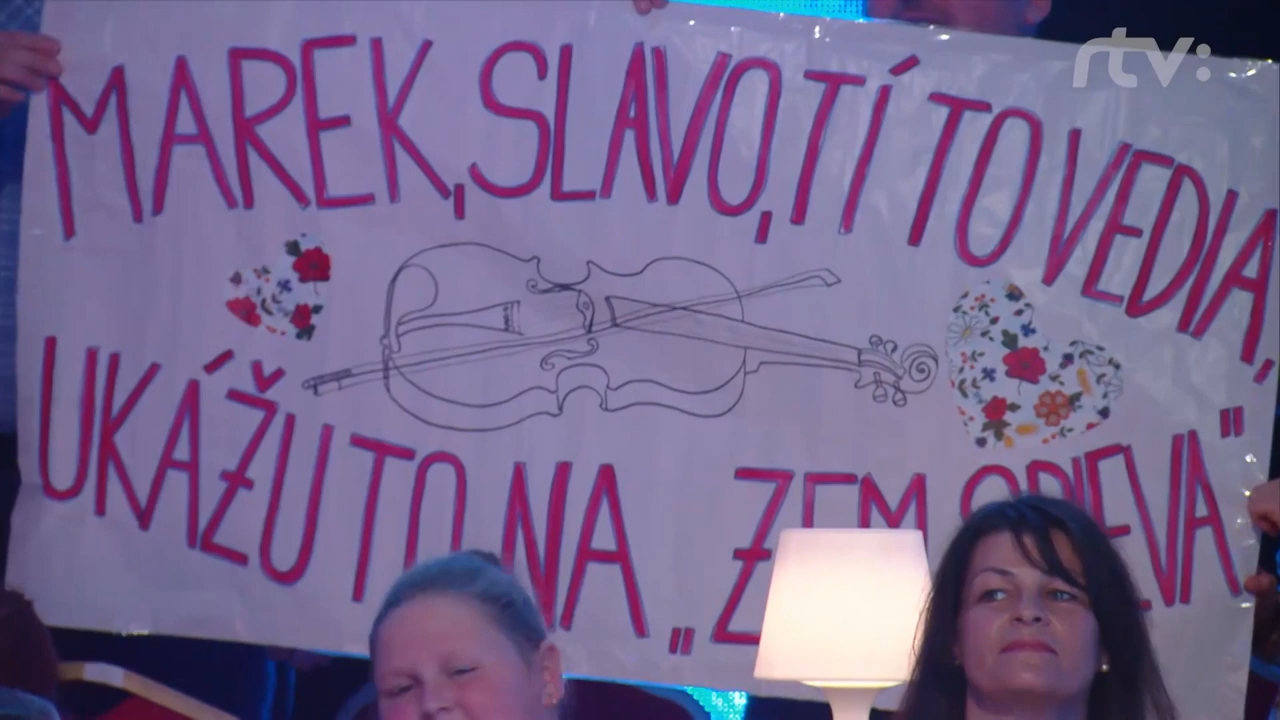 rtv:
MAREK, SLAVO, TÍ TO VEDIA,
UKÁŽU TO NA „ZEM SPIEVA"